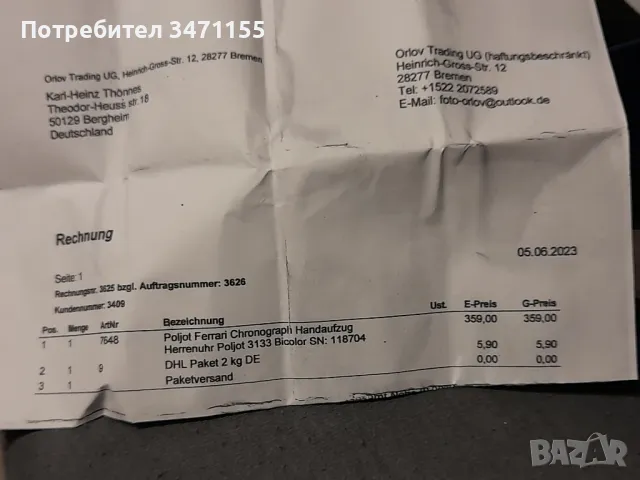 Потребител 3471155
Orlov Trading UG, Heinrich-Gross-Str. 12, 28277 Bremen
Karl-Heinz Thönnes
Theodor-Heuss str 18
50129 Bergheim
Deutschland
Orlov Trading UG (haftungsbeschränkt)
Heinrich-Gross-Str. 12
28277 Bremen
Tel: +1522 2072589
E-Mail: foto-orlov@outlook.de
Rechnung
05.06.2023
Seite 1
Rechnungsnr. 3625 bzgl. Auftragsnummer: 3626
Kundennummer: 3409
Pos. Menge ArtNr Bezeichnung Ust. E-Preis G-Preis
1 1 7648 Poljot Ferrari Chronograph Handaufzug 359,00 359,00
Herrenuhr Poljot 3133 Bicolor SN: 118704
2 1 9 DHL Paket 2 kg DE 5,90 5,90
3 1 Paketversand 0,00 0,00
BAZAR